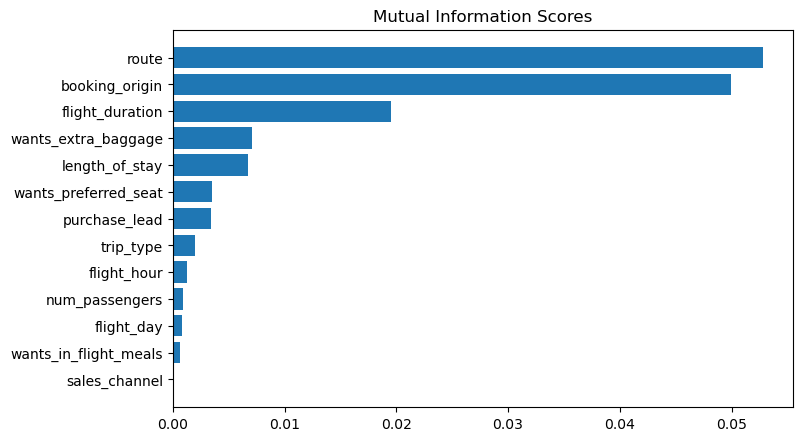 Mutual Information Scores
route
booking_origin
flight_duration
wants_extra_baggage
length_of_stay
wants_preferred_seat
purchase_lead
trip_type
flight_hour
num_passengers
flight_day
wants_in_flight_meals
sales_channel
0.00 0.01 0.02 0.03 0.04 0.05